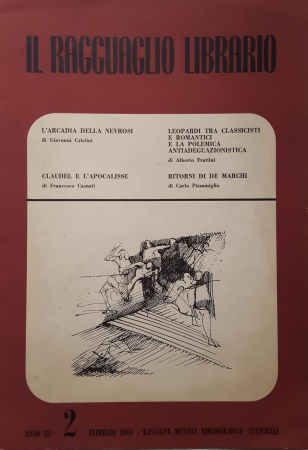 IL RAGGUAGLIO LIBRARIO
L'ARCADIA DELLA NEVROSI
di Giovanni Cristini
LEOPARDI TRA CLASSICISTI
E ROMANTICI
E LA POLEMICA
ANTIADEGUAZIONISTICA
di Alberto Frattini
CLAUDEL E L'APOCALISSE
di Francesco Casnati
RITORNI DI DE MARCHI
di Carlo Pizzamiglio
ANNO 35° 2 FEBBRAIO 1968 - RASSEGNA MENSILE BIBLIOGRAFICO - CULTURALE